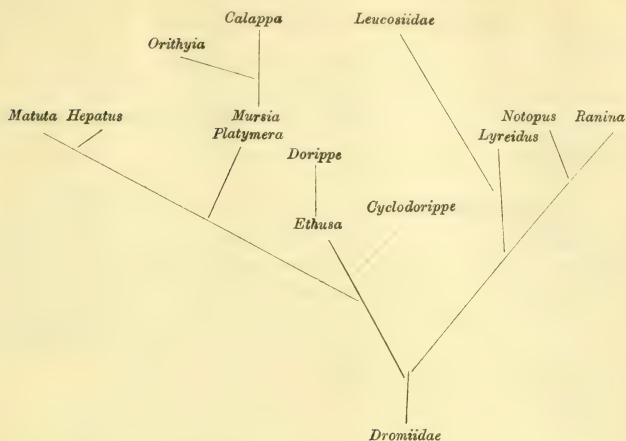 Calappa Leucosiidae
Orithyia
Matuta Hepatus Mursia Notopus Ranina
Platymera Lyreidus
Dorippe
Cyclodorippe
Ethusa
Dromiidae